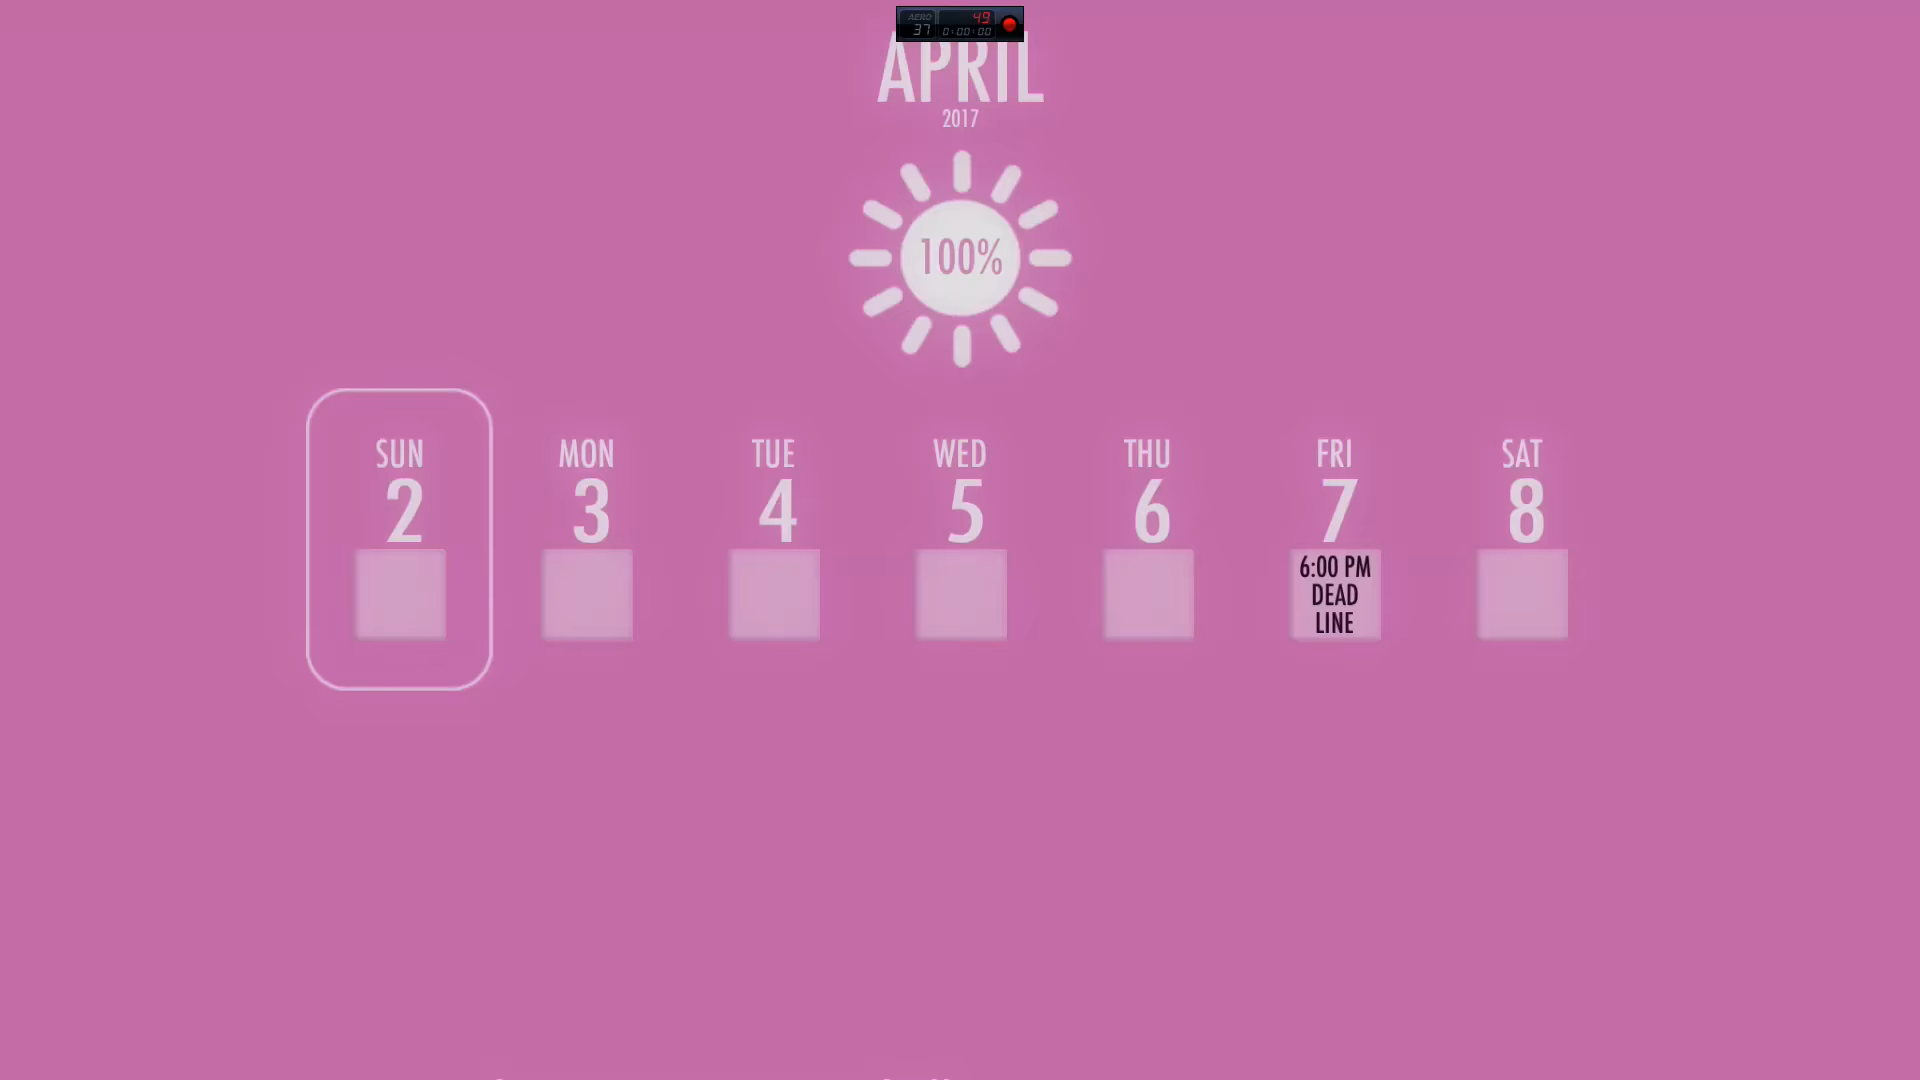 AERO
49
37
0:00:00
APRIL
2017
100%
SUN
MON
TUE
WED
THU
FRI
SAT
2
3
4
5
6
7
8
6:00 PM
DEAD
LINE